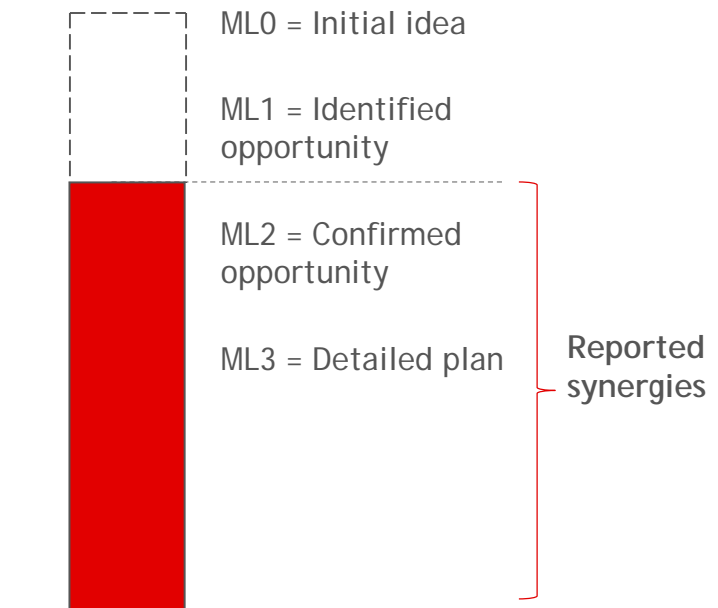 ML0 = Initial idea
ML1 = Identified
opportunity
ML2 = Confirmed
opportunity
ML3 = Detailed plan
Reported
synergies